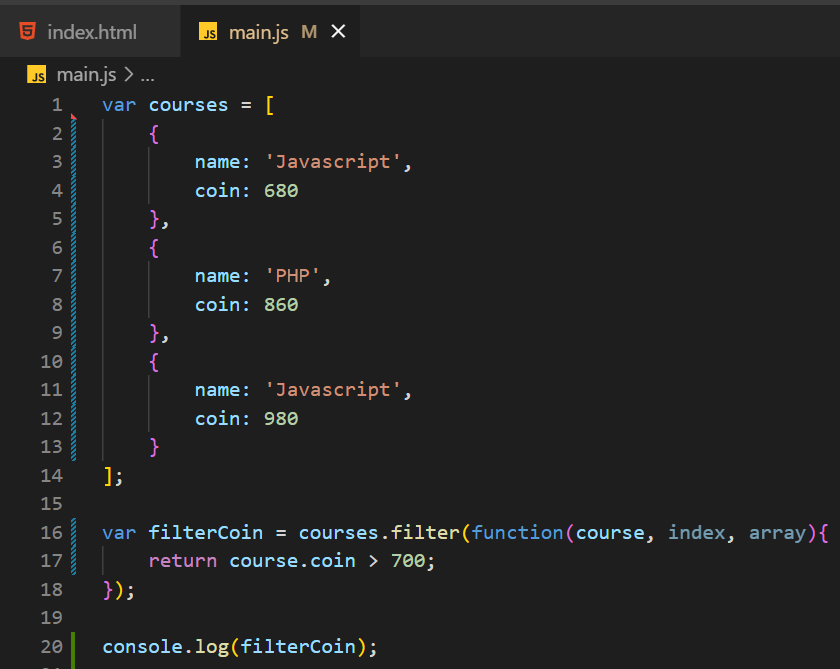 index.html
JS main.js M
JS main.js > ...
1 var courses = [
2 {
3 name: 'Javascript',
4 coin: 680
5 },
6 {
7 name: 'PHP',
8 coin: 860
9 },
10 {
11 name: 'Javascript',
12 coin: 980
13 }
14 ];
15
16 var filterCoin = courses.filter(function(course, index, array){
17 return course.coin > 700;
18 });
19
20 console.log(filterCoin);